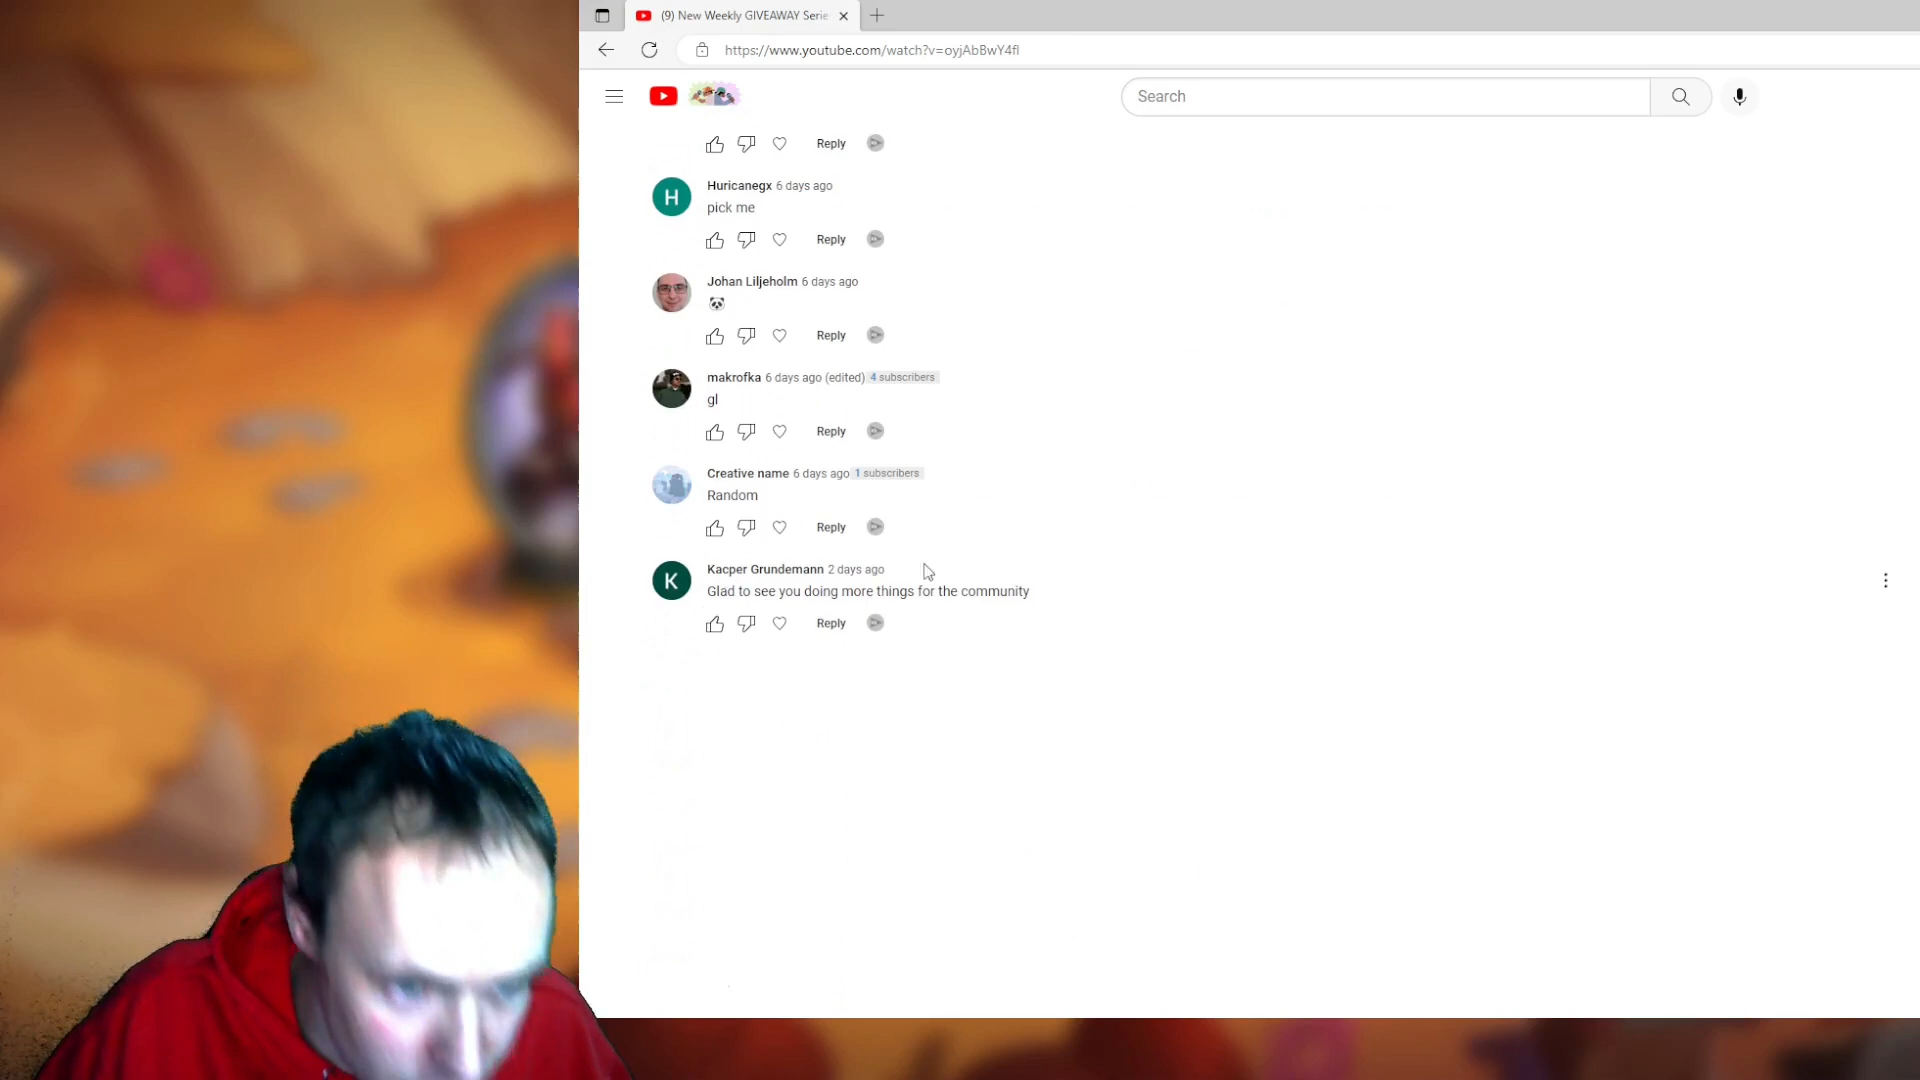 (9) New Weekly GIVEAWAY Serie
https://www.youtube.com/watch?v=oyjAbBwY4fI
Search
Reply
H
Huricanegx 6 days ago
pick me
Reply
Johan Liljeholm 6 days ago
🐼
Reply
makrofka 6 days ago (edited) 4 subscribers
gl
Reply
Creative name 6 days ago 1 subscribers
Random
Reply
K
Kacper Grundemann 2 days ago
Glad to see you doing more things for the community
Reply